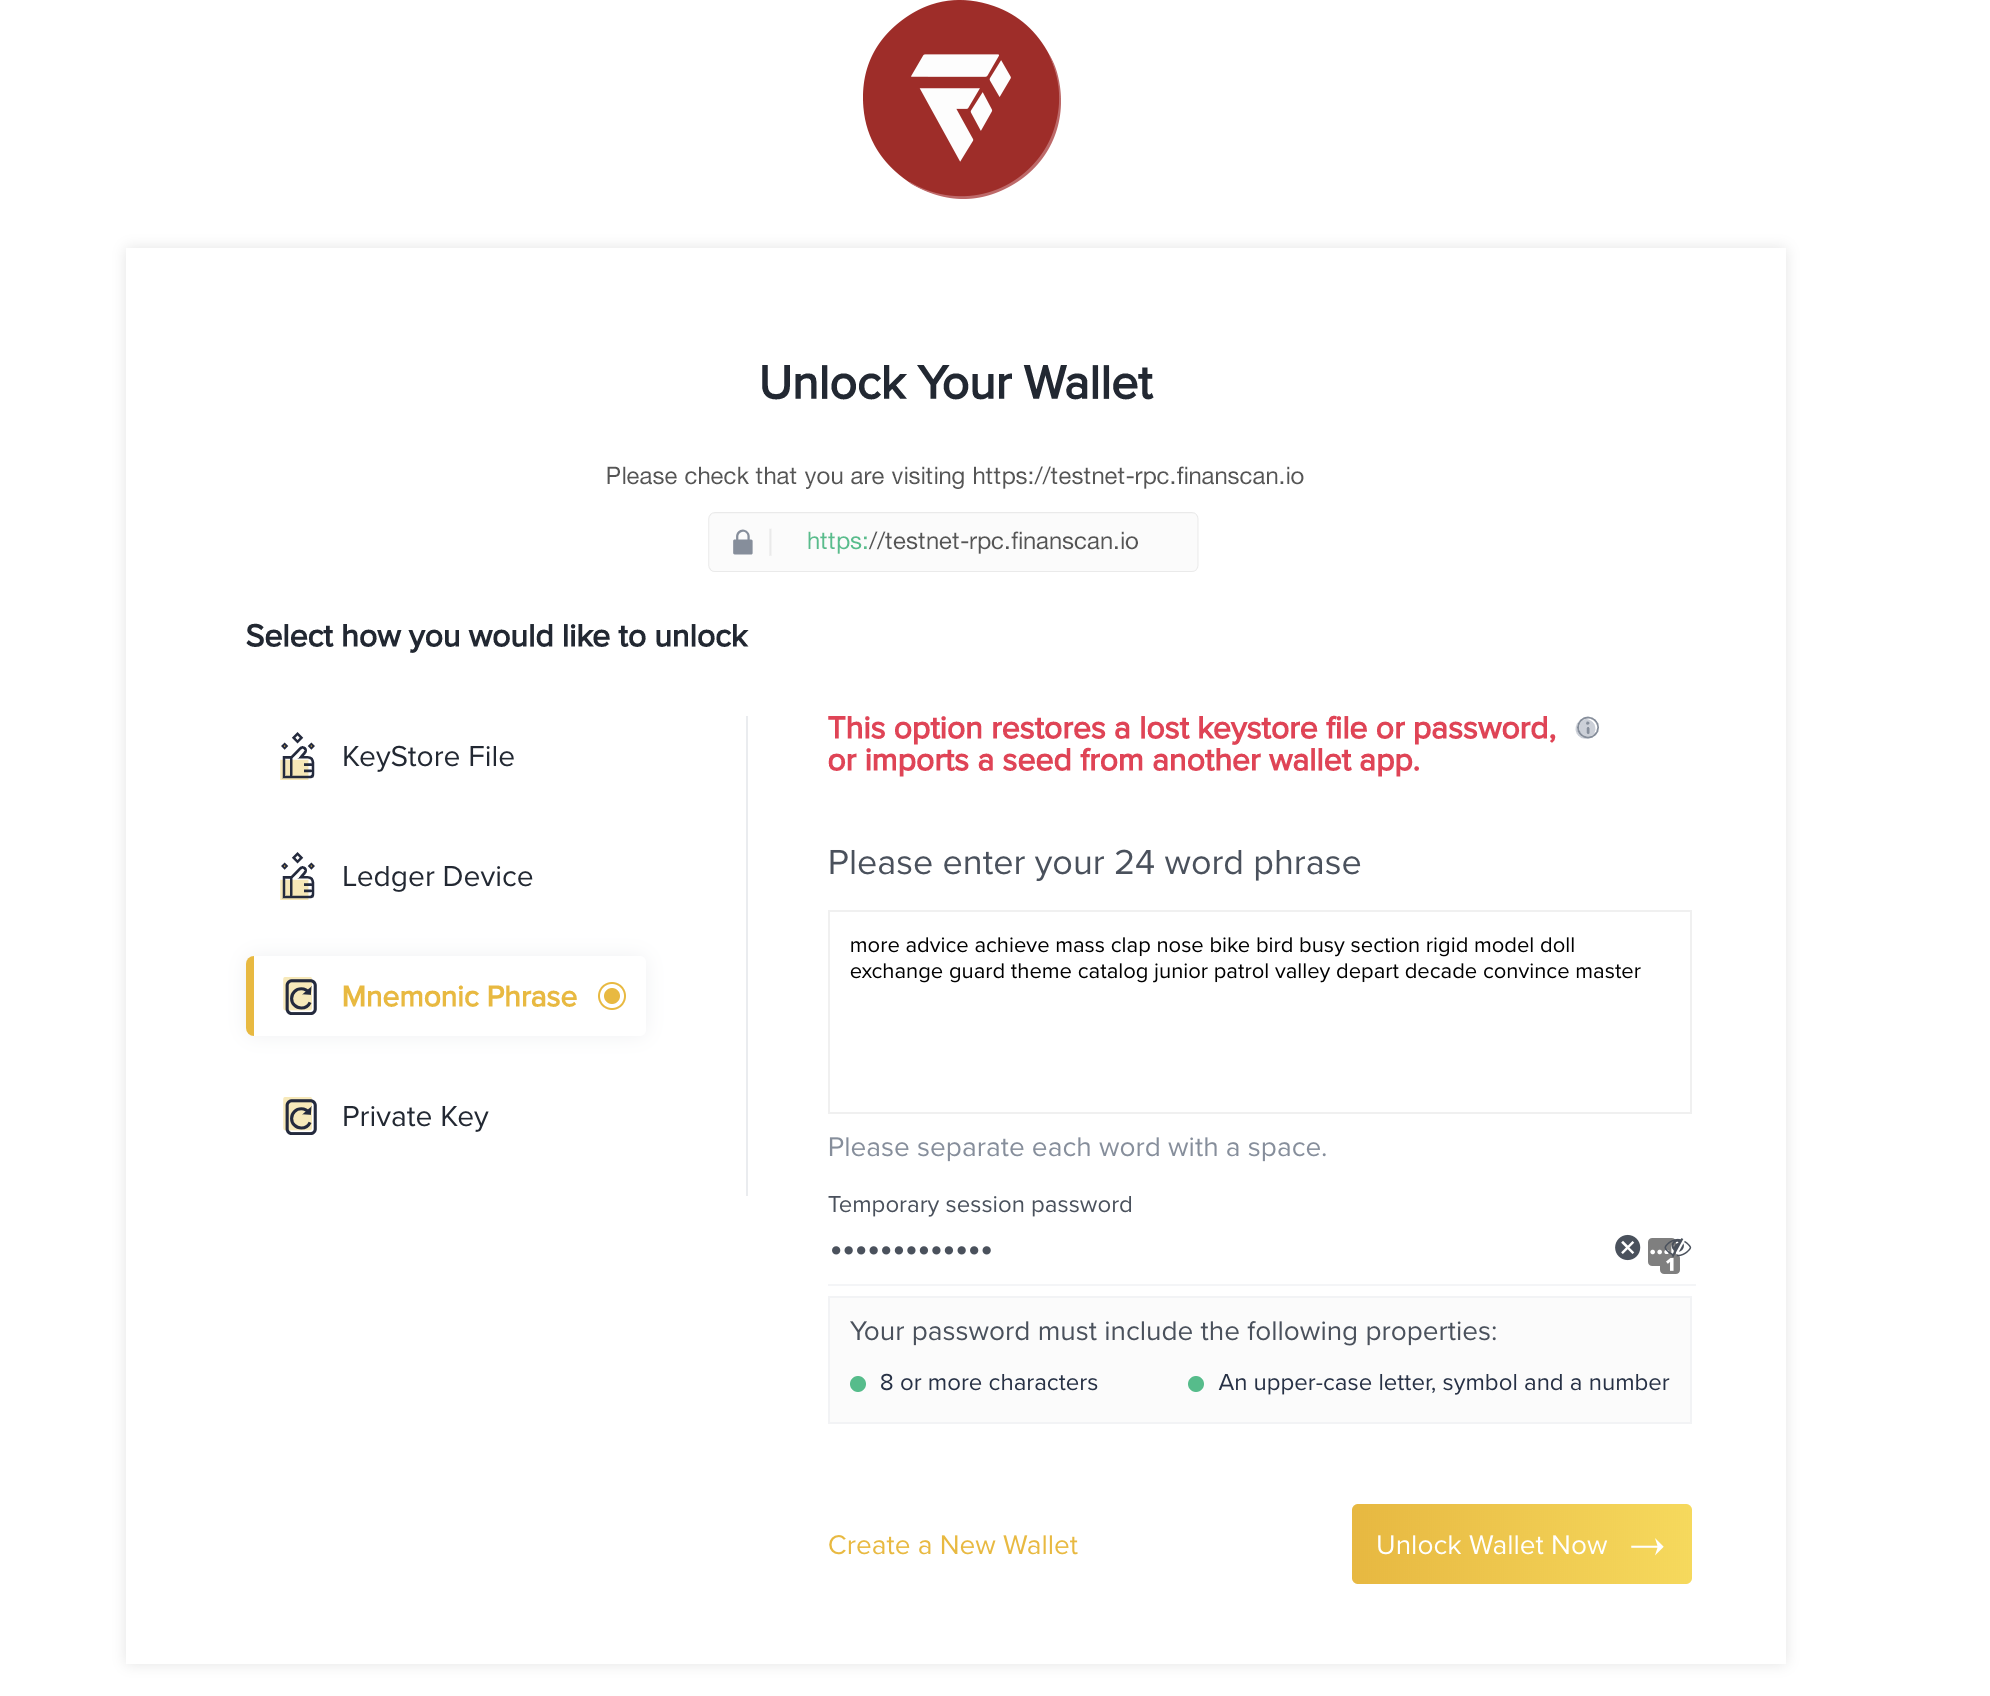 Unlock Your Wallet
Please check that you are visiting https://testnet-rpc.finanscan.io
https://testnet-rpc.finanscan.io
Select how you would like to unlock
KeyStore File
Ledger Device
Mnemonic Phrase
Private Key
This option restores a lost keystore file or password,
or imports a seed from another wallet app.
Please enter your 24 word phrase
more advice achieve mass clap nose bike bird busy section rigid model doll
exchange guard theme catalog junior patrol valley depart decade convince master
Please separate each word with a space.
Temporary session password
•••••••••••••
1
Your password must include the following properties:
8 or more characters
An upper-case letter, symbol and a number
Create a New Wallet
Unlock Wallet Now